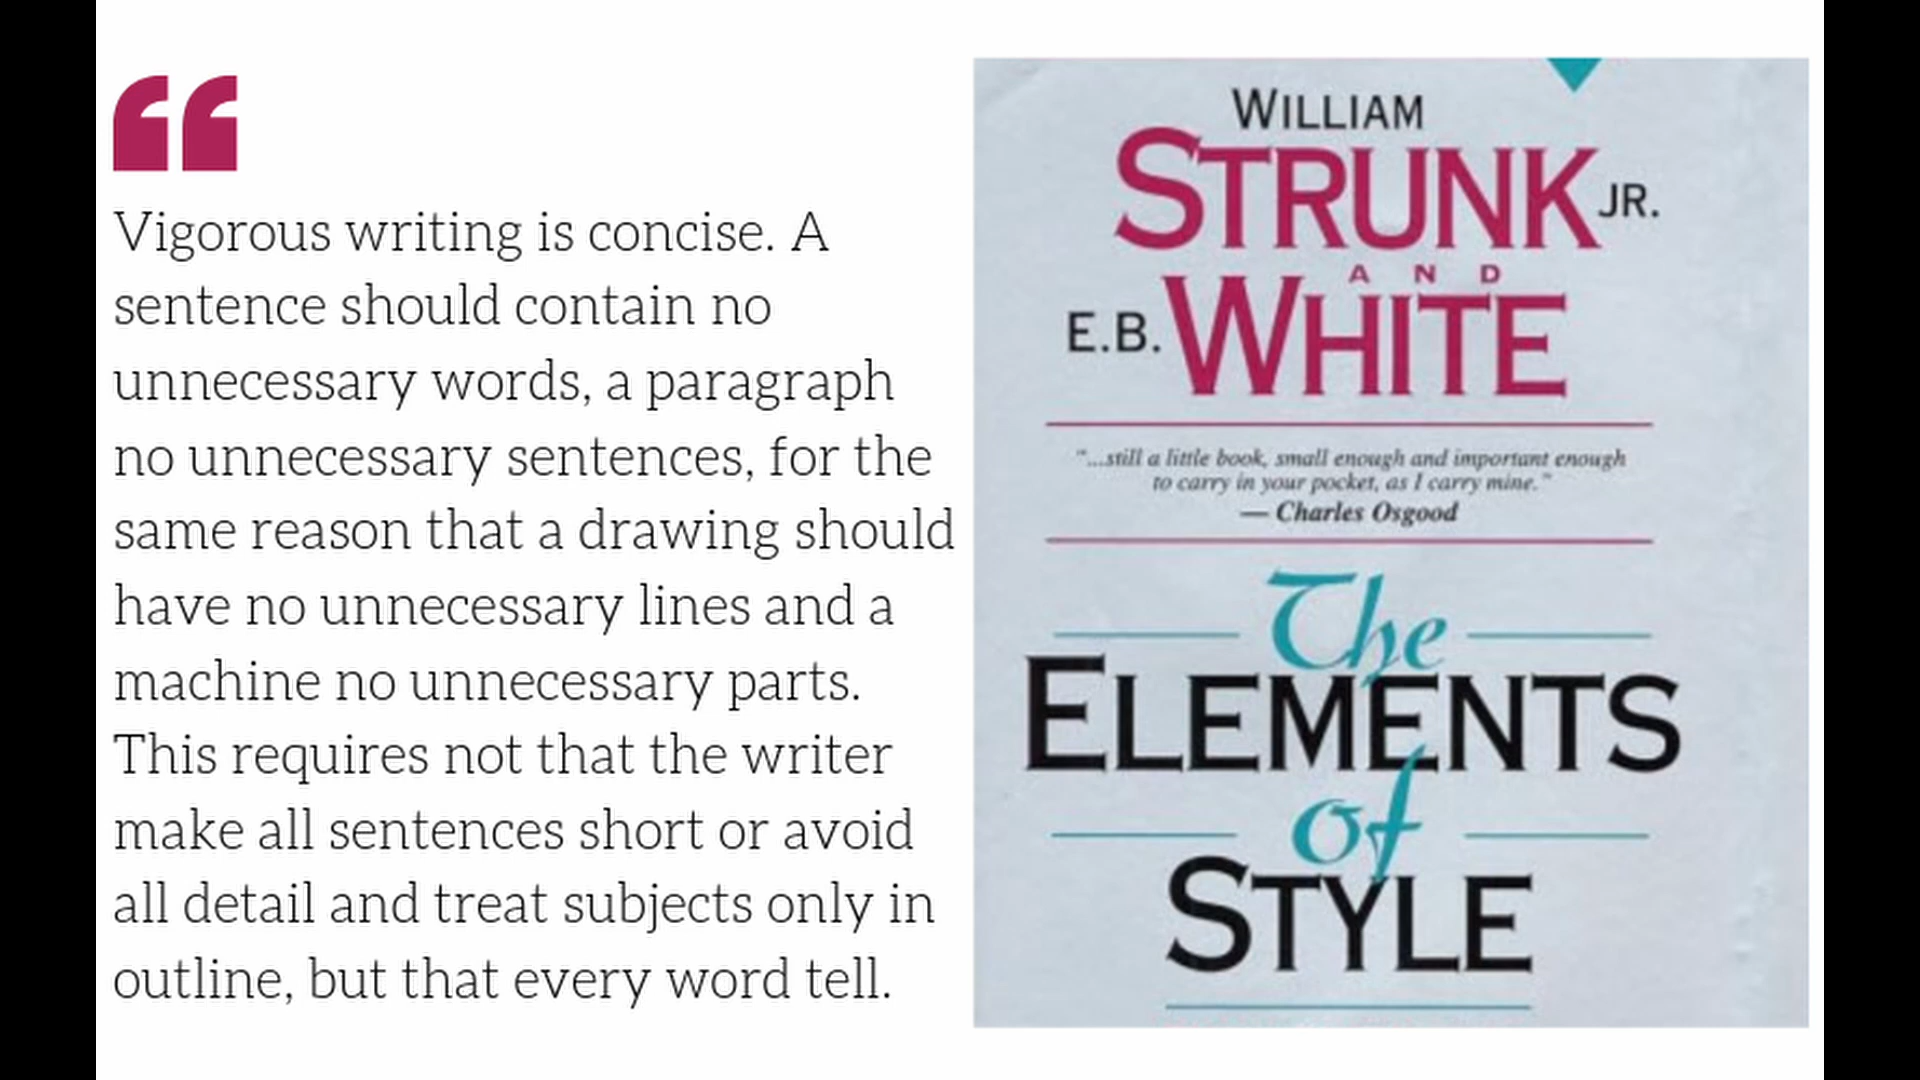 Vigorous writing is concise. A
sentence should contain no
unnecessary words, a paragraph
no unnecessary sentences, for the
same reason that a drawing should
have no unnecessary lines and a
machine no unnecessary parts.
This requires not that the writer
make all sentences short or avoid
all detail and treat subjects only in
outline, but that every word tell.
WILLIAM
STRUNK JR.
AND
E.B. WHITE
"...still a little book, small enough and important enough
to carry in your pocket, as I carry mine."
— Charles Osgood
The
ELEMENTS
of
STYLE